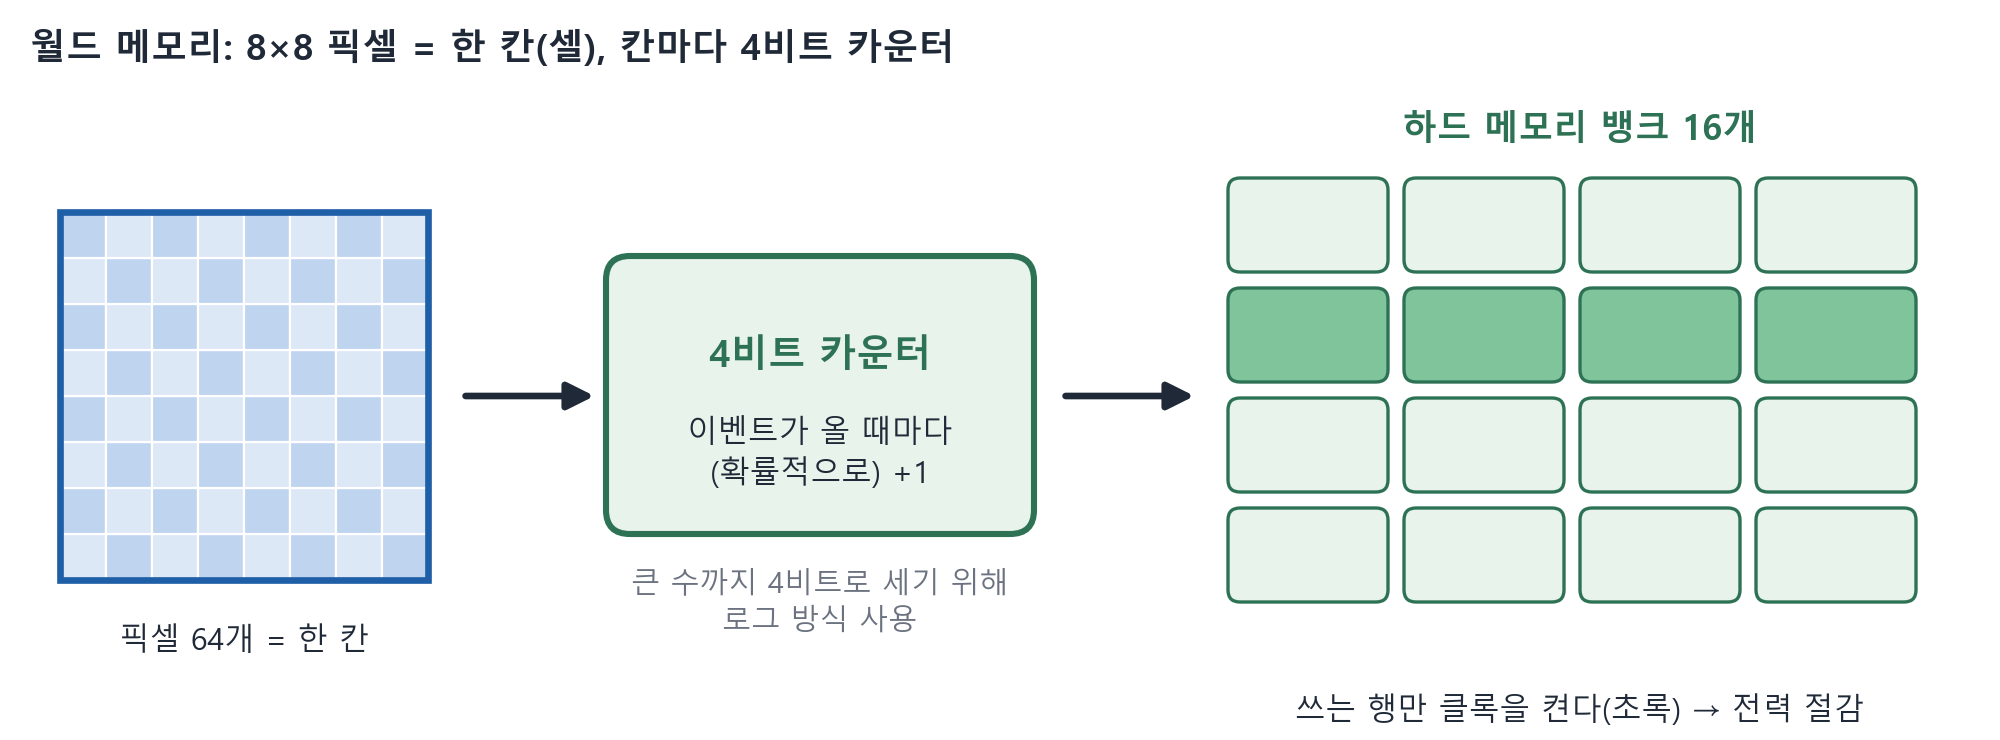 월드 메모리: 8×8 픽셀 = 한 칸(셀), 칸마다 4비트 카운터
하드 메모리 뱅크 16개
4비트 카운터
이벤트가 올 때마다
(확률적으로) +1
큰 수까지 4비트로 세기 위해
로그 방식 사용
픽셀 64개 = 한 칸
쓰는 행만 클록을 켠다(초록) → 전력 절감